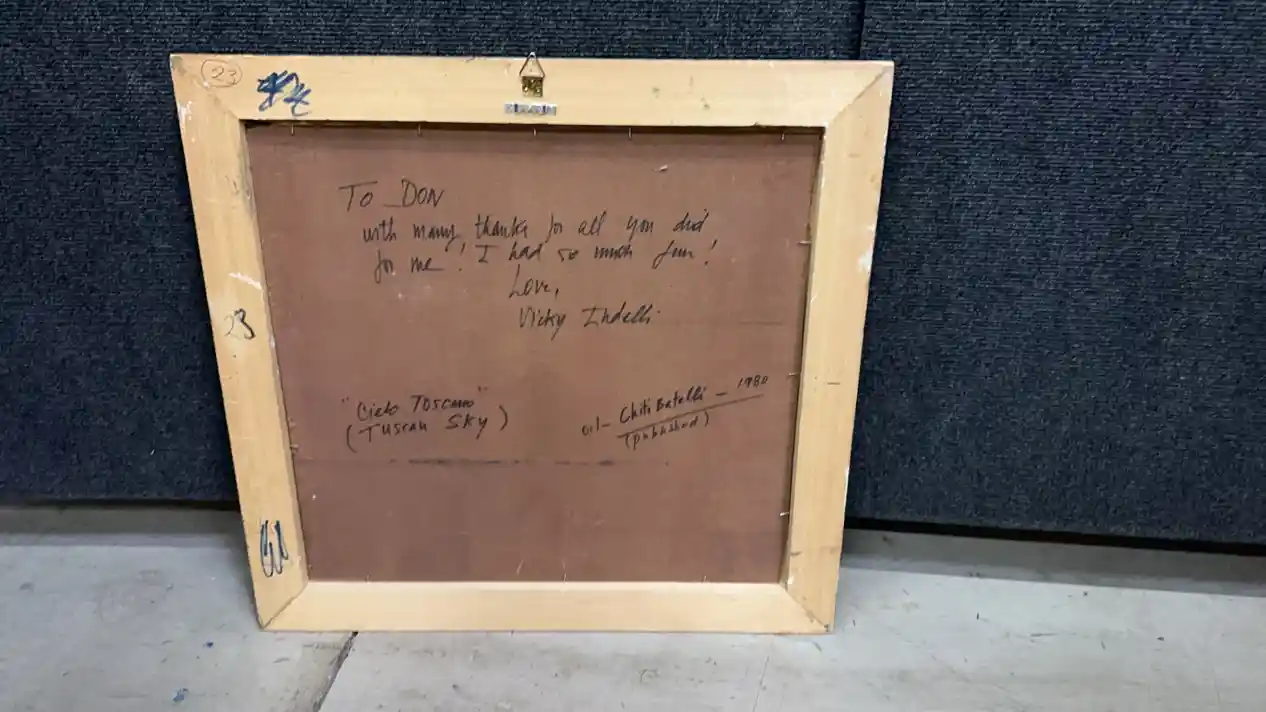 23
TO DON
with many thanks for all you did
for me! I had so much fun!
Love,
Vicky Indelli
23
"Cielo Toscano"
(Tuscan Sky)
oil - Chiti Batelli - 1980
(published)